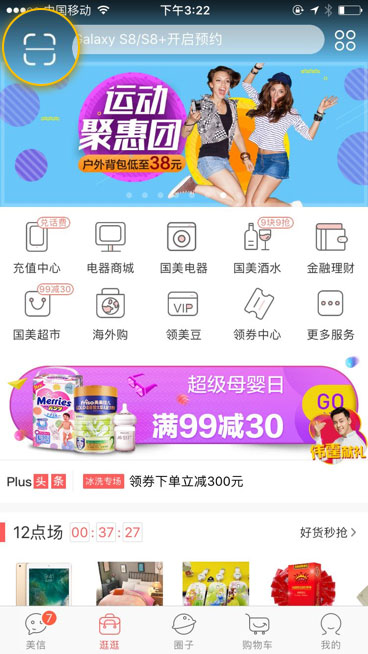 中国移动 下午3:22
Galaxy S8/S8+开启预约
运动
聚惠团
户外背包低至38元
兑话费
9块9抢
充值中心 电器商城 国美电器 国美酒水 金融理财
99减30
VIP
国美超市 海外购 领美豆 领券中心 更多服务
Merries
超级母婴日
满99减30
GO
Plus 头条 冰洗专场 领券下单立减300元
12点场 00:37:27 好货秒抢
7
美信 逛逛 圈子 购物车 我的